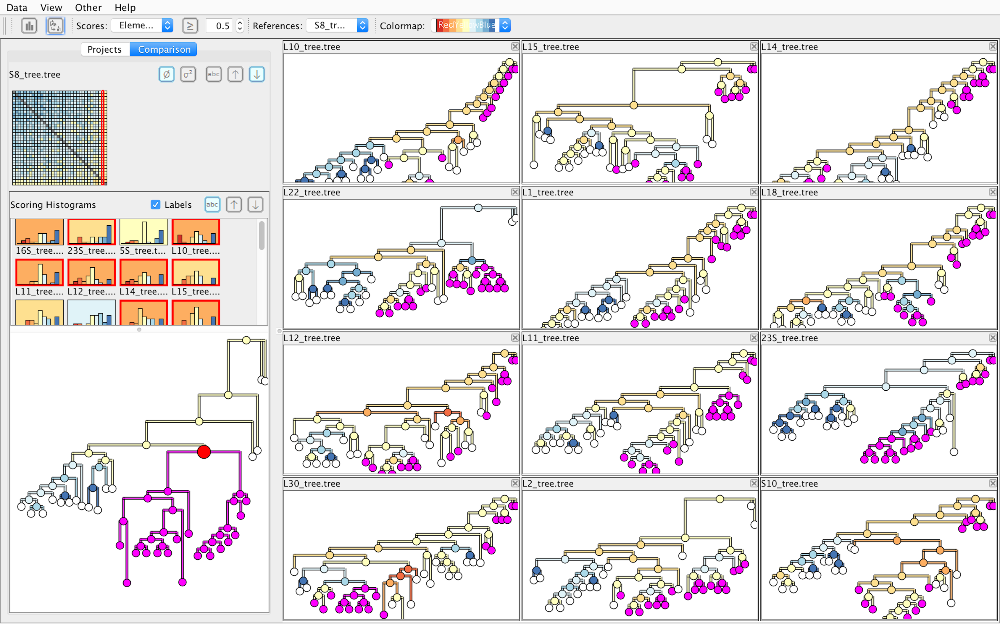 Data View Other Help
Scores: Eleme... ≥ 0.5 References: S8_tr... Colormap: RedYellowBlue
Projects Comparison
S8_tree.tree ø σ² abc ↑ ↓
Scoring Histograms Labels abc ↑ ↓
16S_tree.... 23S_tree.... 5S_tree.t... L10_tree....
L11_tree.... L12_tree.... L14_tree.... L15_tree....
L10_tree.tree L15_tree.tree L14_tree.tree
L22_tree.tree L1_tree.tree L18_tree.tree
L12_tree.tree L11_tree.tree 23S_tree.tree
L30_tree.tree L2_tree.tree S10_tree.tree